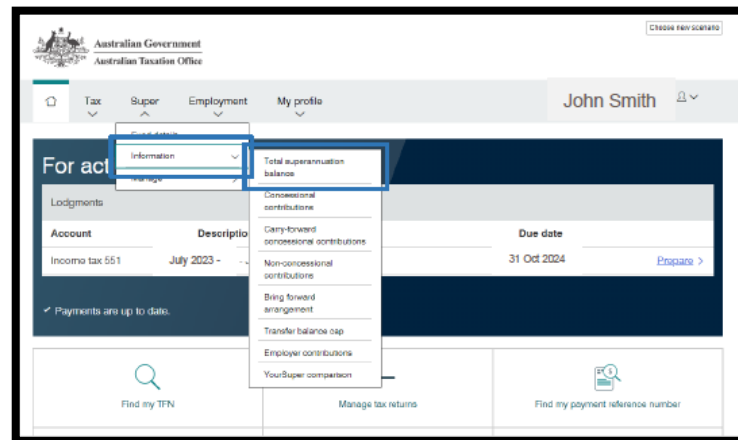 Choose new scenario
Australian Government
Australian Taxation Office
Tax Super Employment My profile
John Smith
Fund details
Information
Manage
Total superannuation
balance
Concessional
contributions
Carry-forward
concessional contributions
Non-concessional
contributions
Bring forward
arrangement
Transfer balance cap
Employer contributions
YourSuper comparison
For act
Lodgments
Account Descriptio Due date
Income tax 551 July 2023 - 31 Oct 2024 Prepare >
✓ Payments are up to date.
Find my TFN Manage tax returns Find my payment reference number